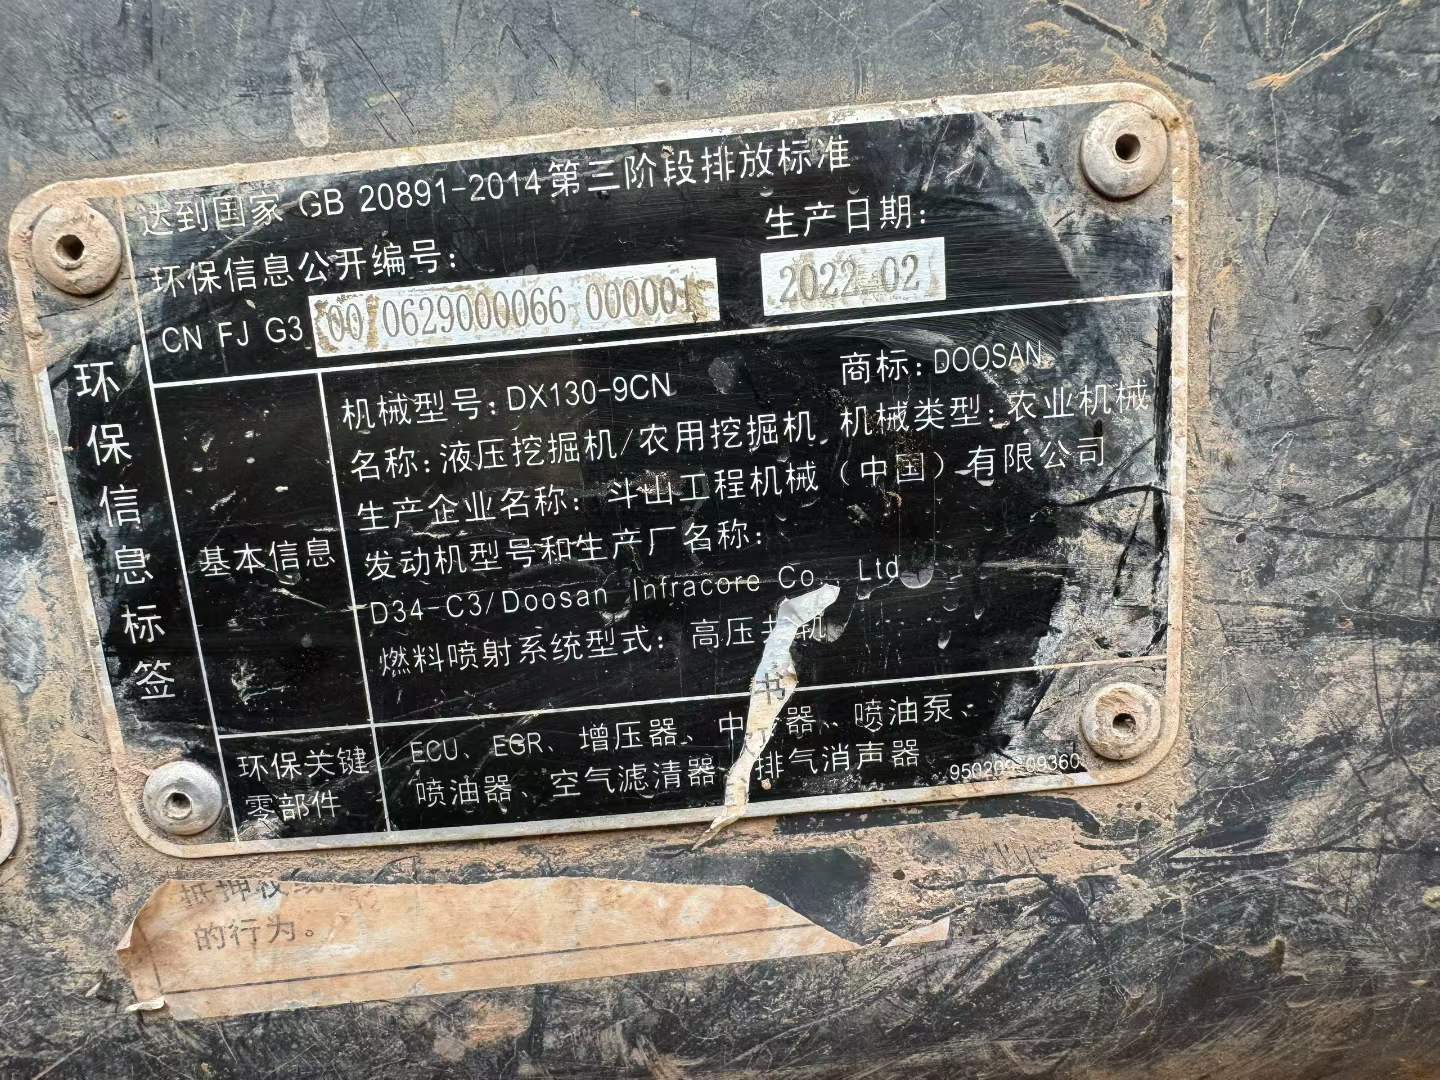 达到国家 GB 20891-2014第三阶段排放标准
环保信息公开编号:
生产日期:
CN FJ G3 00 0629000066 000001
2022 02
环保信息标签
基本信息
机械型号: DX130-9CN
商标: DOOSAN
名称: 液压挖掘机/农用挖掘机
机械类型: 农业机械
生产企业名称: 斗山工程机械（中国）有限公司
发动机型号和生产厂名称:
D34-C3/Doosan Infracore Co., Ltd
燃料喷射系统型式: 高压共轨
环保关键
零部件
ECU、EGR、增压器、中冷器、喷油泵、
喷油器、空气滤清器、排气消声器
的行为。